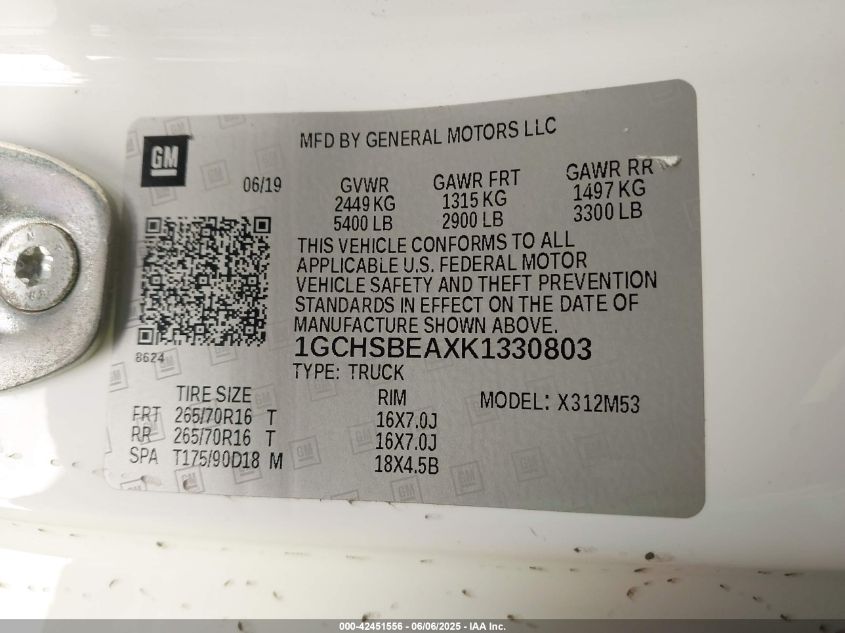 GM
MFD BY GENERAL MOTORS LLC
06/19
GVWR GAWR FRT GAWR RR
2449 KG 1315 KG 1497 KG
5400 LB 2900 LB 3300 LB
THIS VEHICLE CONFORMS TO ALL
APPLICABLE U.S. FEDERAL MOTOR
VEHICLE SAFETY AND THEFT PREVENTION
STANDARDS IN EFFECT ON THE DATE OF
MANUFACTURE SHOWN ABOVE.
8624
1GCHSBEAXK1330803
TYPE: TRUCK
TIRE SIZE RIM MODEL: X312M53
FRT 265/70R16 T 16X7.0J
RR 265/70R16 T 16X7.0J
SPA T175/90D18 M 18X4.5B
000-42451556 - 06/06/2025 - IAA Inc.